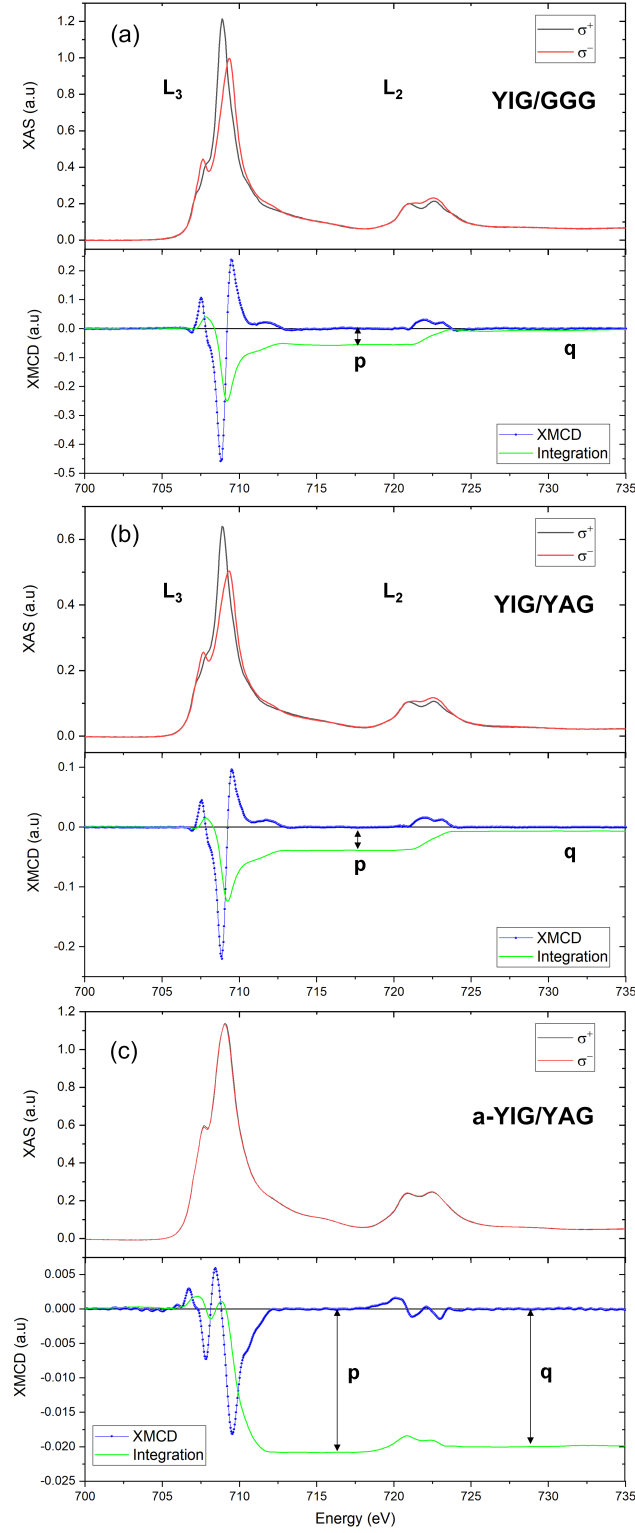 (a)
σ⁺
σ⁻
L₃
L₂
YIG/GGG
XAS (a.u)
1.2
1.0
0.8
0.6
0.4
0.2
0.0
XMCD (a.u)
0.2
0.1
0.0
-0.1
-0.2
-0.3
-0.4
-0.5
p
q
XMCD
Integration
700 705 710 715 720 725 730 735
(b)
σ⁺
σ⁻
L₃
L₂
YIG/YAG
XAS (a.u)
0.6
0.4
0.2
0.0
XMCD (a.u)
0.1
0.0
-0.1
-0.2
p
q
XMCD
Integration
700 705 710 715 720 725 730 735
(c)
σ⁺
σ⁻
a-YIG/YAG
XAS (a.u)
1.2
1.0
0.8
0.6
0.4
0.2
0.0
XMCD (a.u)
0.005
0.000
-0.005
-0.010
-0.015
-0.020
-0.025
p
q
XMCD
Integration
700 705 710 715 720 725 730 735
Energy (eV)